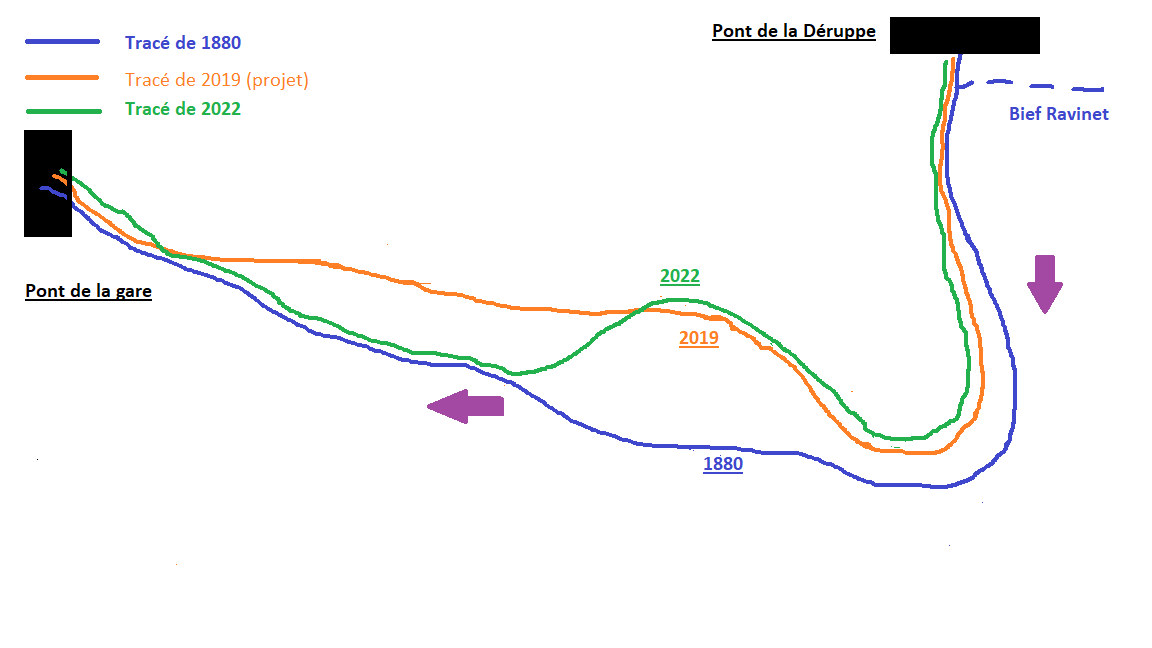 Tracé de 1880
Tracé de 2019 (projet)
Tracé de 2022
Pont de la Déruppe
Bief Ravinet
Pont de la gare
2022
2019
1880